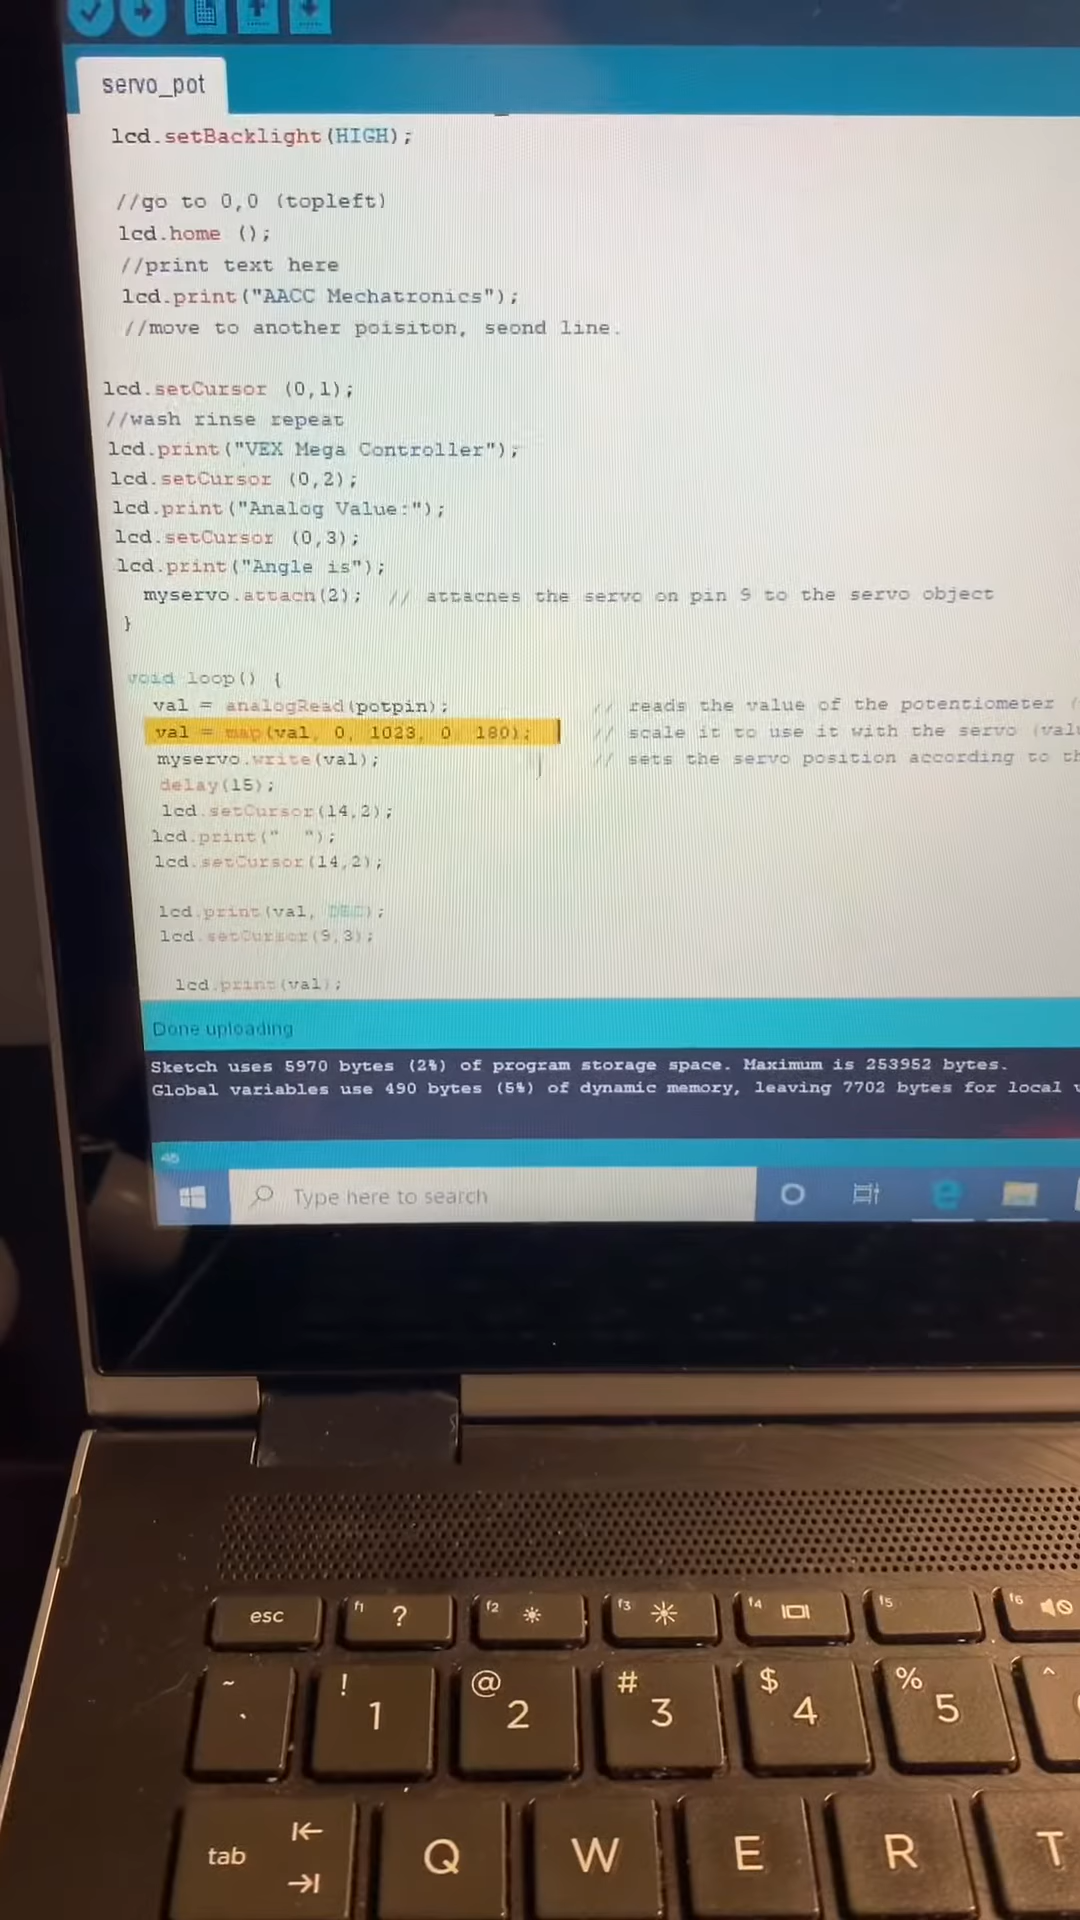 servo_pot
lcd.setBacklight(HIGH);
//go to 0,0 (topleft)
lcd.home ();
//print text here
lcd.print("AACC Mechatronics");
//move to another poisiton, seond line.
lcd.setCursor (0,1);
//wash rinse repeat
lcd.print("VEX Mega Controller");
lcd.setCursor (0,2);
lcd.print("Analog Value:");
lcd.setCursor (0,3);
lcd.print("Angle is");
myservo.attach(2); // attaches the servo on pin 9 to the servo object
}
void loop() {
val = analogRead(potpin); // reads the value of the potentiometer (
val = map(val, 0, 1023, 0, 180); // scale it to use it with the servo (valu
myservo.write(val); // sets the servo position according to th
delay(15);
lcd.setCursor(14,2);
lcd.print("  ");
lcd.setCursor(14,2);
lcd.print(val, DEC);
lcd.setCursor(9,3);
lcd.print(val);
Done uploading
Sketch uses 5970 bytes (2%) of program storage space. Maximum is 253952 bytes.
Global variables use 490 bytes (5%) of dynamic memory, leaving 7702 bytes for local v
Type here to search
esc f1 ? f2 f3 f4 f5 f6
~ ! 1 @ 2 # 3 $ 4 % 5 ^
tab Q W E R T